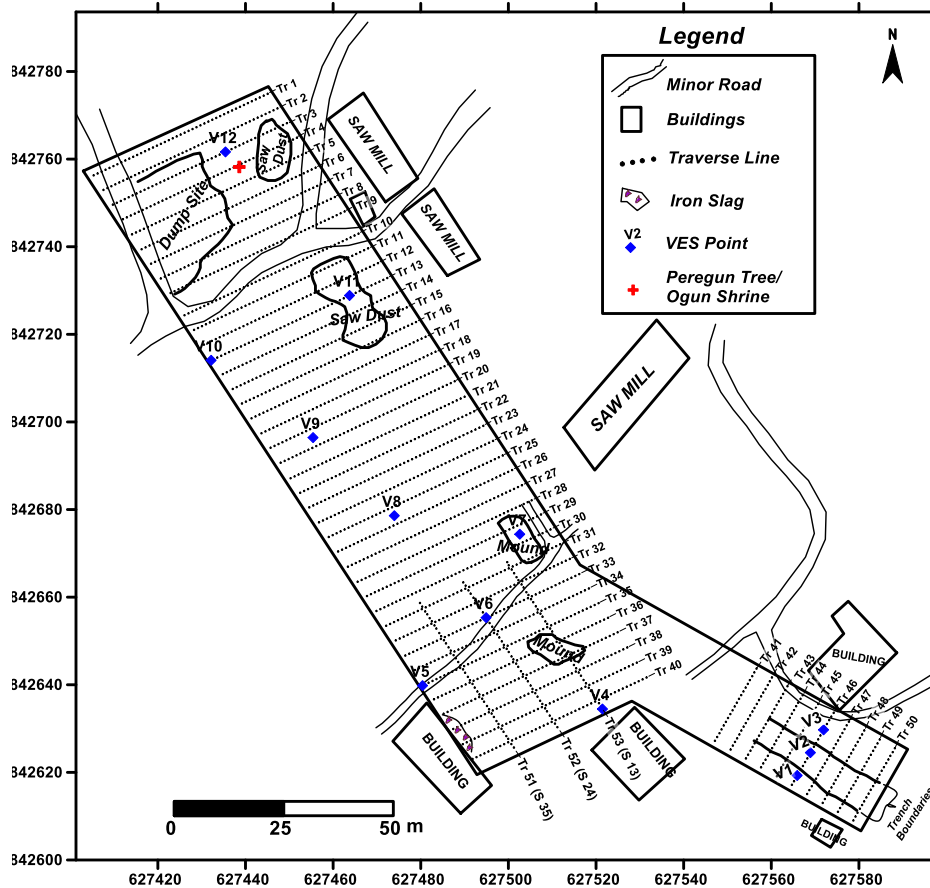 Legend
N
Minor Road
Buildings
Traverse Line
Iron Slag
V2
VES Point
Peregun Tree/
Ogun Shrine
842780
842760
842740
842720
842700
842680
842660
842640
842620
842600
627420
627440
627460
627480
627500
627520
627540
627560
627580
Tr 1
Tr 2
Tr 3
Tr 4
Tr 5
Tr 6
Tr 7
Tr 8
Tr 9
Tr 10
Tr 11
Tr 12
Tr 13
Tr 14
Tr 15
Tr 16
Tr 17
Tr 18
Tr 19
Tr 20
Tr 21
Tr 22
Tr 23
Tr 24
Tr 25
Tr 26
Tr 27
Tr 28
Tr 29
Tr 30
Tr 31
Tr 32
Tr 33
Tr 34
Tr 35
Tr 36
Tr 37
Tr 38
Tr 39
Tr 40
Tr 41
Tr 42
Tr 43
Tr 44
Tr 45
Tr 46
Tr 47
Tr 48
Tr 49
Tr 50
Tr 51 (S 35)
Tr 52 (S 24)
Tr 53 (S 13)
V12
Saw
Dust
Dump Site
SAW MILL
SAW MILL
V11
Saw Dust
V10
V9
V8
V7
Mound
V6
Mound
V5
V4
SAW MILL
BUILDING
BUILDING
BUILDING
BUILDING
V3
V2
V1
Trench
Boundaries
0
25
50 m